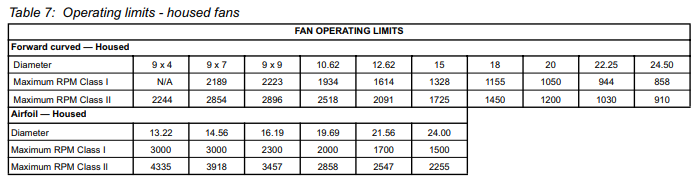 Table 7: Operating limits - housed fans
FAN OPERATING LIMITS
Forward curved — Housed
Diameter 9 x 4 9 x 7 9 x 9 10.62 12.62 15 18 20 22.25 24.50
Maximum RPM Class I N/A 2189 2223 1934 1614 1328 1155 1050 944 858
Maximum RPM Class II 2244 2854 2896 2518 2091 1725 1450 1200 1030 910
Airfoil — Housed
Diameter 13.22 14.56 16.19 19.69 21.56 24.00
Maximum RPM Class I 3000 3000 2300 2000 1700 1500
Maximum RPM Class II 4335 3918 3457 2858 2547 2255